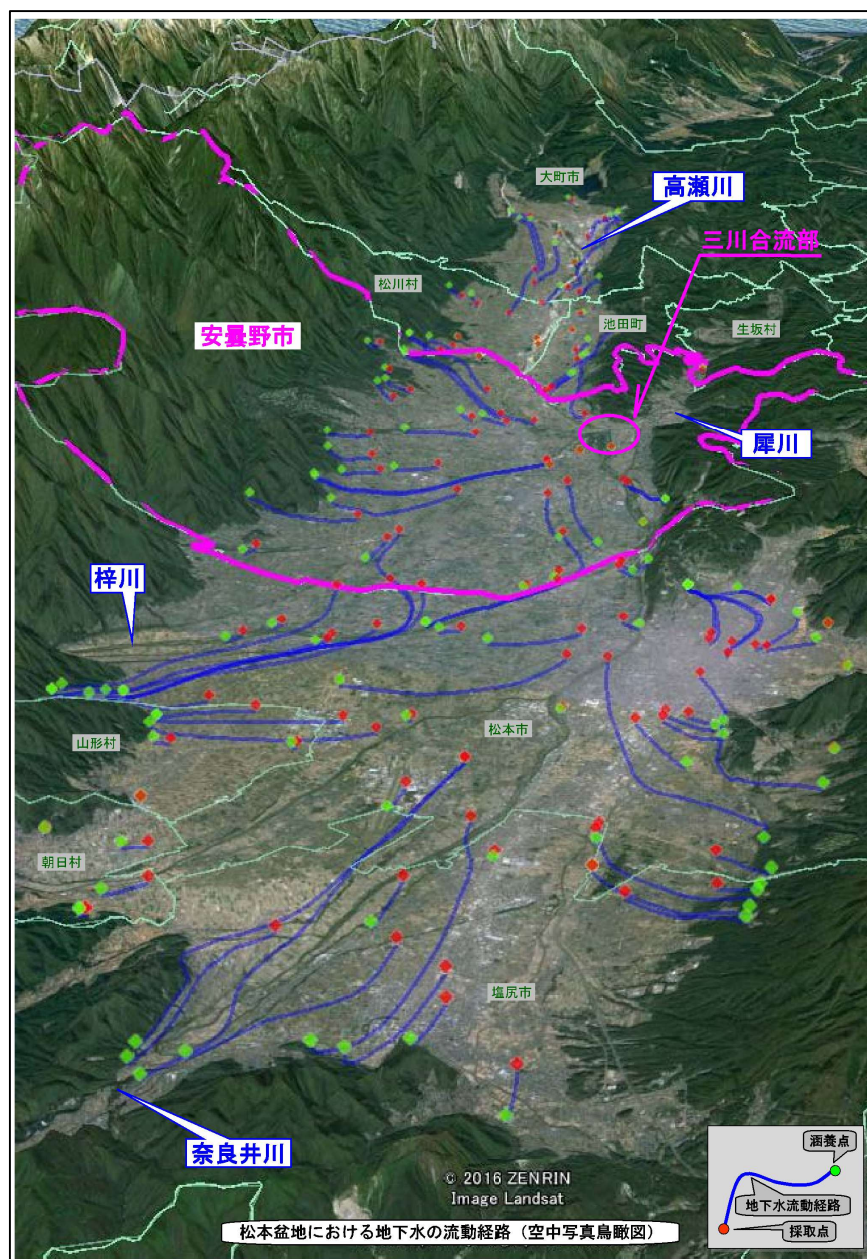 大町市
高瀬川
三川合流部
松川村
池田町
生坂村
安曇野市
犀川
梓川
松本市
山形村
朝日村
塩尻市
奈良井川
© 2016 ZENRIN
Image Landsat
涵養点
地下水流動経路
採取点
松本盆地における地下水の流動経路（空中写真鳥瞰図）